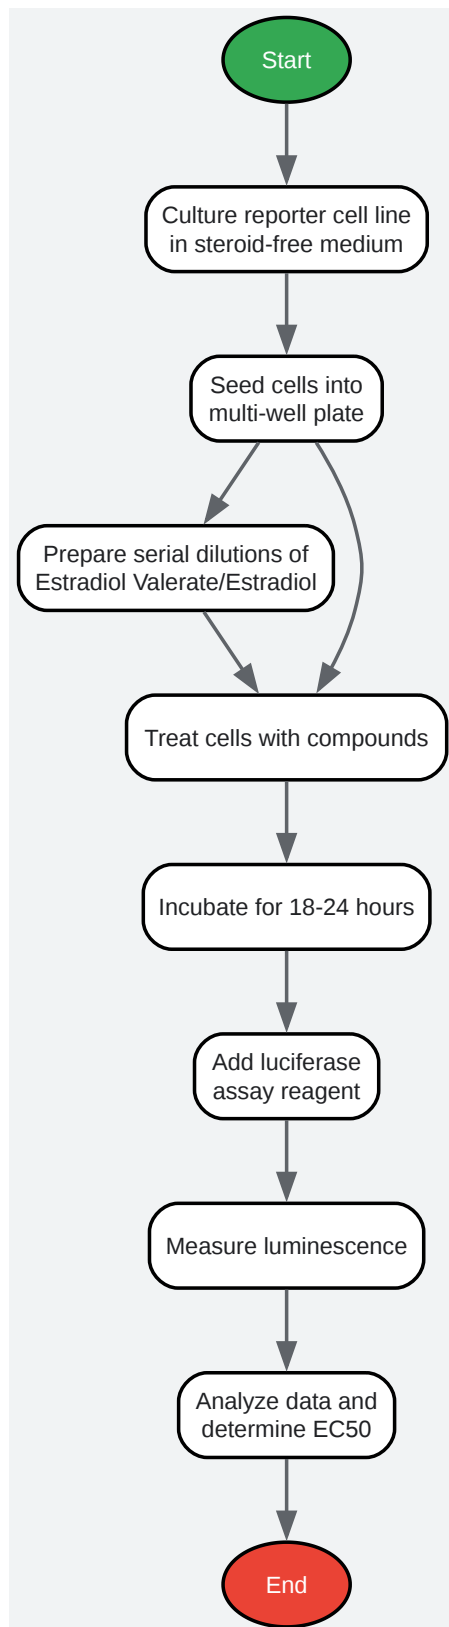 Start
Culture reporter cell line
in steroid-free medium
Seed cells into
multi-well plate
Prepare serial dilutions of
Estradiol Valerate/Estradiol
Treat cells with compounds
Incubate for 18-24 hours
Add luciferase
assay reagent
Measure luminescence
Analyze data and
determine EC50
End